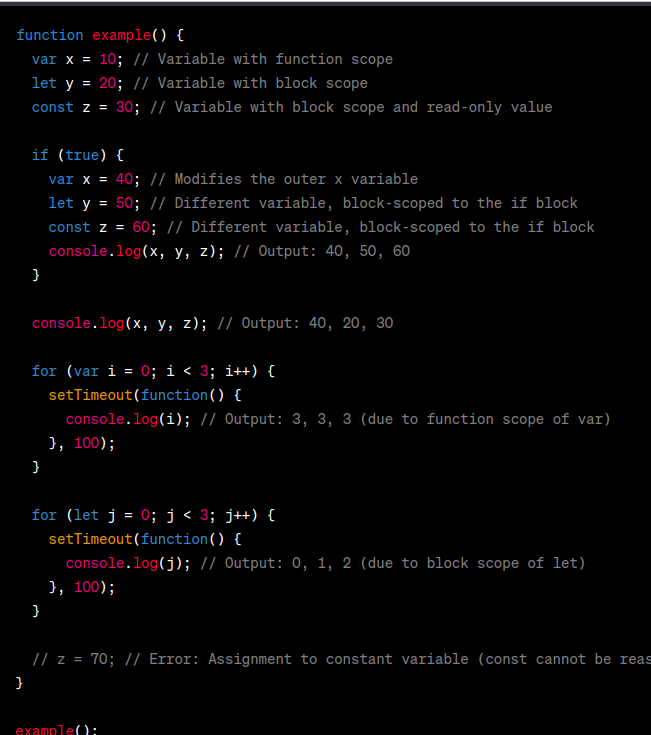 function example() {
  var x = 10; // Variable with function scope
  let y = 20; // Variable with block scope
  const z = 30; // Variable with block scope and read-only value

  if (true) {
    var x = 40; // Modifies the outer x variable
    let y = 50; // Different variable, block-scoped to the if block
    const z = 60; // Different variable, block-scoped to the if block
    console.log(x, y, z); // Output: 40, 50, 60
  }

  console.log(x, y, z); // Output: 40, 20, 30

  for (var i = 0; i < 3; i++) {
    setTimeout(function() {
      console.log(i); // Output: 3, 3, 3 (due to function scope of var)
    }, 100);
  }

  for (let j = 0; j < 3; j++) {
    setTimeout(function() {
      console.log(j); // Output: 0, 1, 2 (due to block scope of let)
    }, 100);
  }

  // z = 70; // Error: Assignment to constant variable (const cannot be reas
}

example();